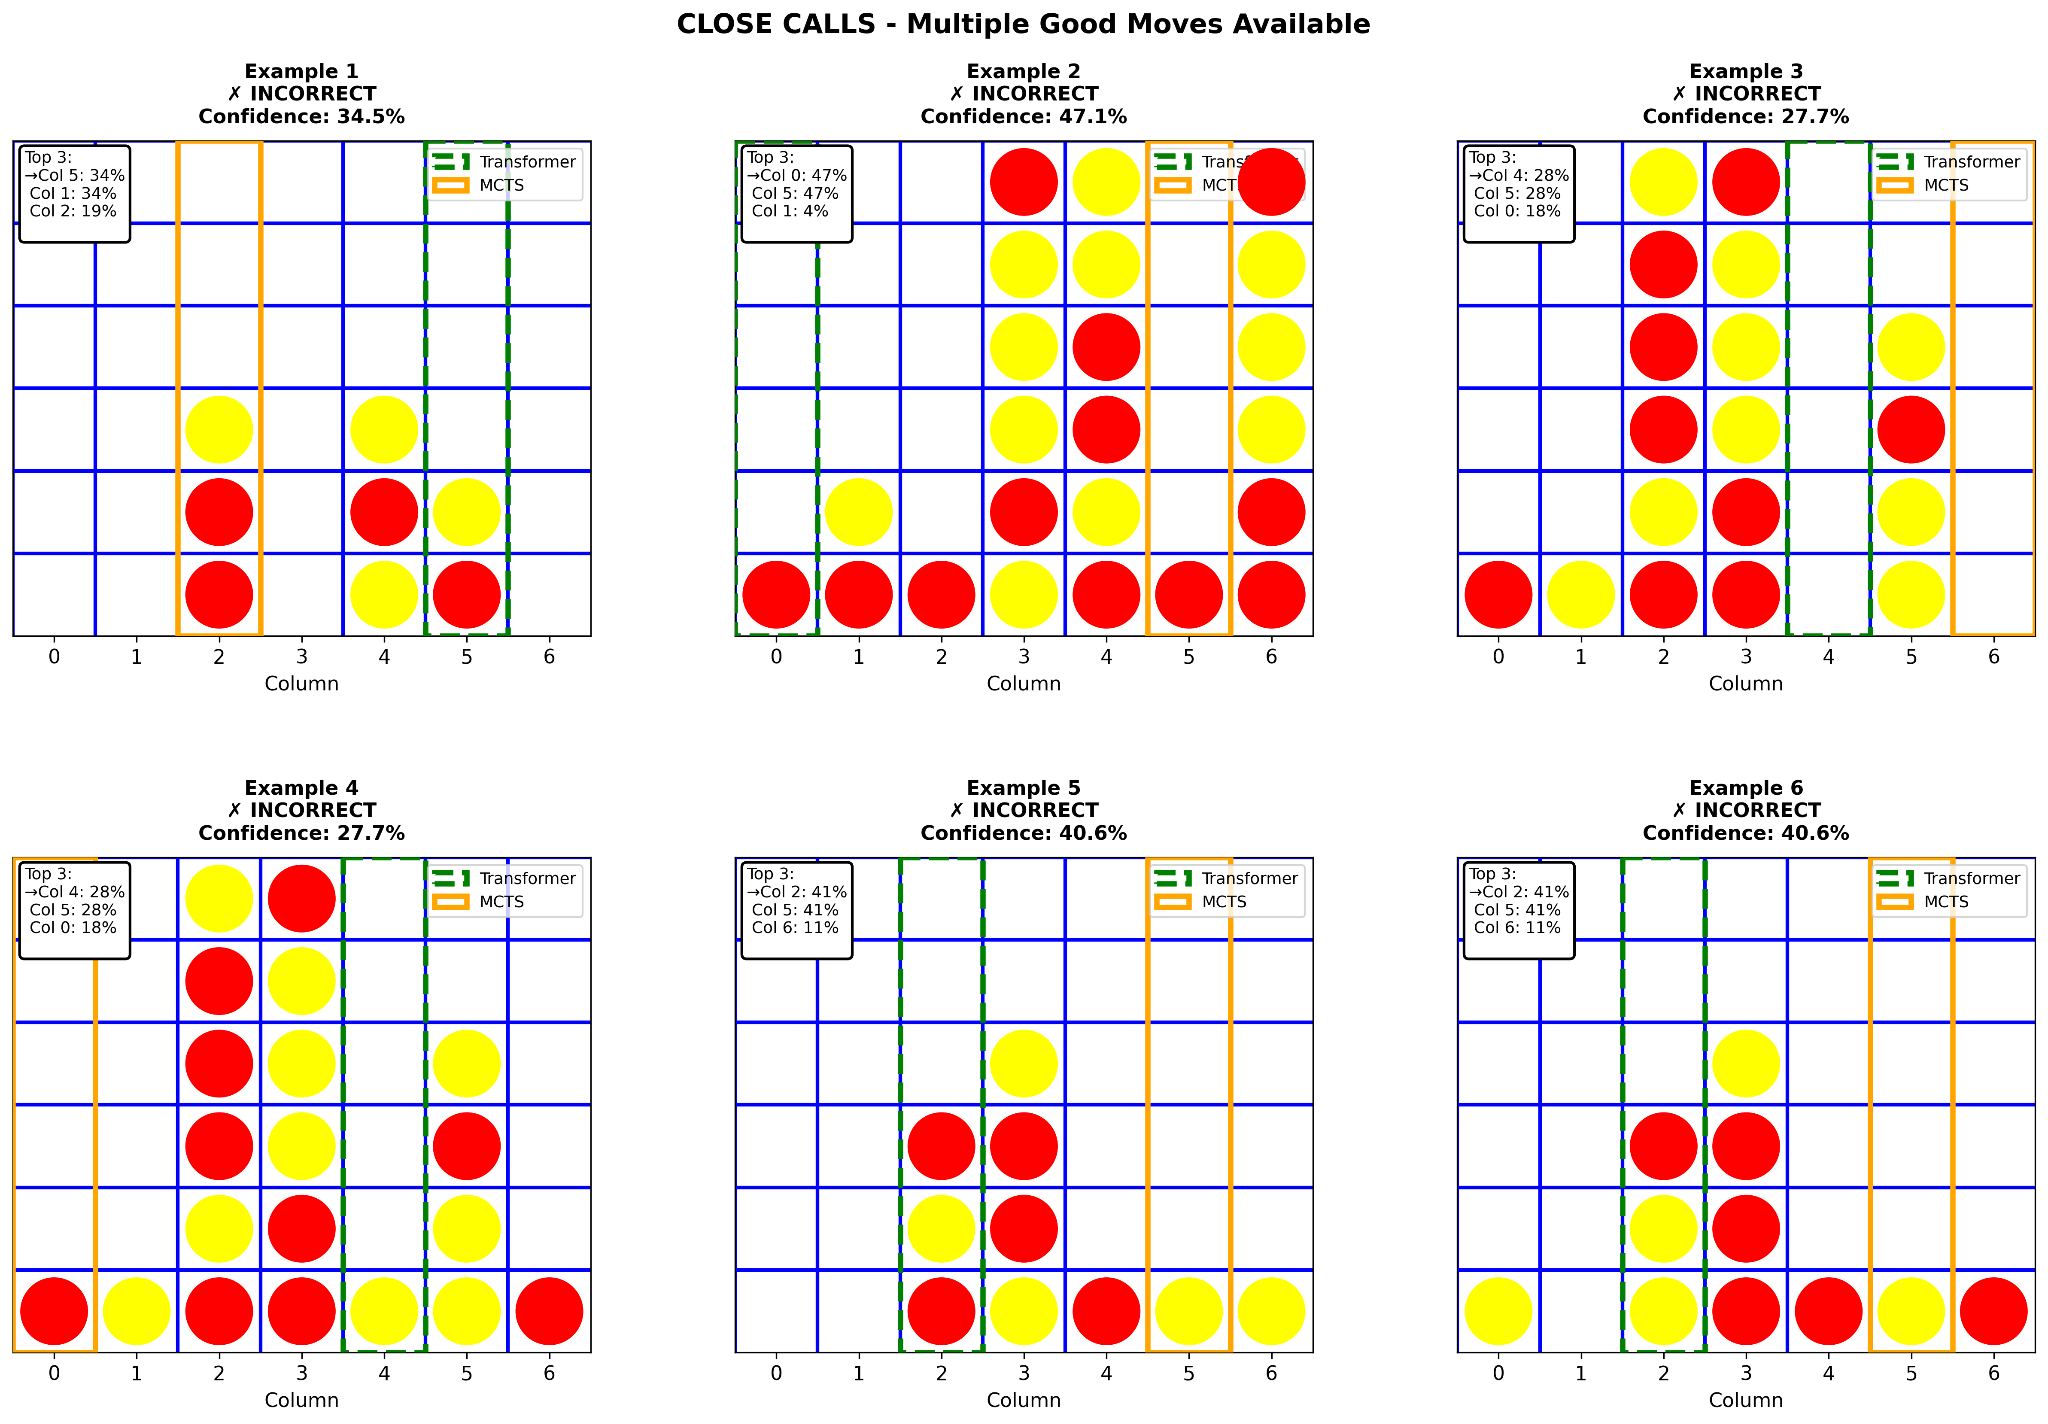 CLOSE CALLS - Multiple Good Moves Available
Example 1
✗ INCORRECT
Confidence: 34.5%
Top 3:
→Col 5: 34%
Col 1: 34%
Col 2: 19%
Transformer
MCTS
0 1 2 3 4 5 6
Column
Example 2
✗ INCORRECT
Confidence: 47.1%
Top 3:
→Col 0: 47%
Col 5: 47%
Col 1: 4%
0 1 2 3 4 5 6
Column
Example 3
✗ INCORRECT
Confidence: 27.7%
Top 3:
→Col 4: 28%
Col 5: 28%
Col 0: 18%
Transformer
MCTS
0 1 2 3 4 5 6
Column
Example 4
✗ INCORRECT
Confidence: 27.7%
Top 3:
→Col 4: 28%
Col 5: 28%
Col 0: 18%
Transformer
MCTS
0 1 2 3 4 5 6
Column
Example 5
✗ INCORRECT
Confidence: 40.6%
Top 3:
→Col 2: 41%
Col 5: 41%
Col 6: 11%
Transformer
MCTS
0 1 2 3 4 5 6
Column
Example 6
✗ INCORRECT
Confidence: 40.6%
Top 3:
→Col 2: 41%
Col 5: 41%
Col 6: 11%
Transformer
MCTS
0 1 2 3 4 5 6
Column